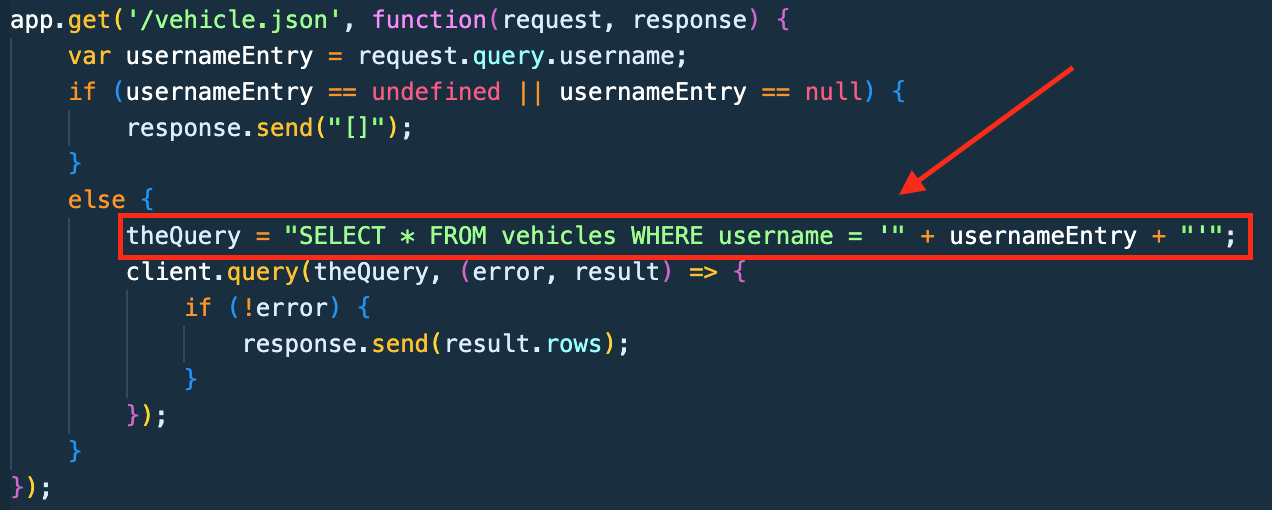 app.get('/vehicle.json', function(request, response) {
    var usernameEntry = request.query.username;
    if (usernameEntry == undefined || usernameEntry == null) {
        response.send("[]");
    }
    else {
        theQuery = "SELECT * FROM vehicles WHERE username = '" + usernameEntry + "'";
        client.query(theQuery, (error, result) => {
            if (!error) {
                response.send(result.rows);
            }
        });
    }
});